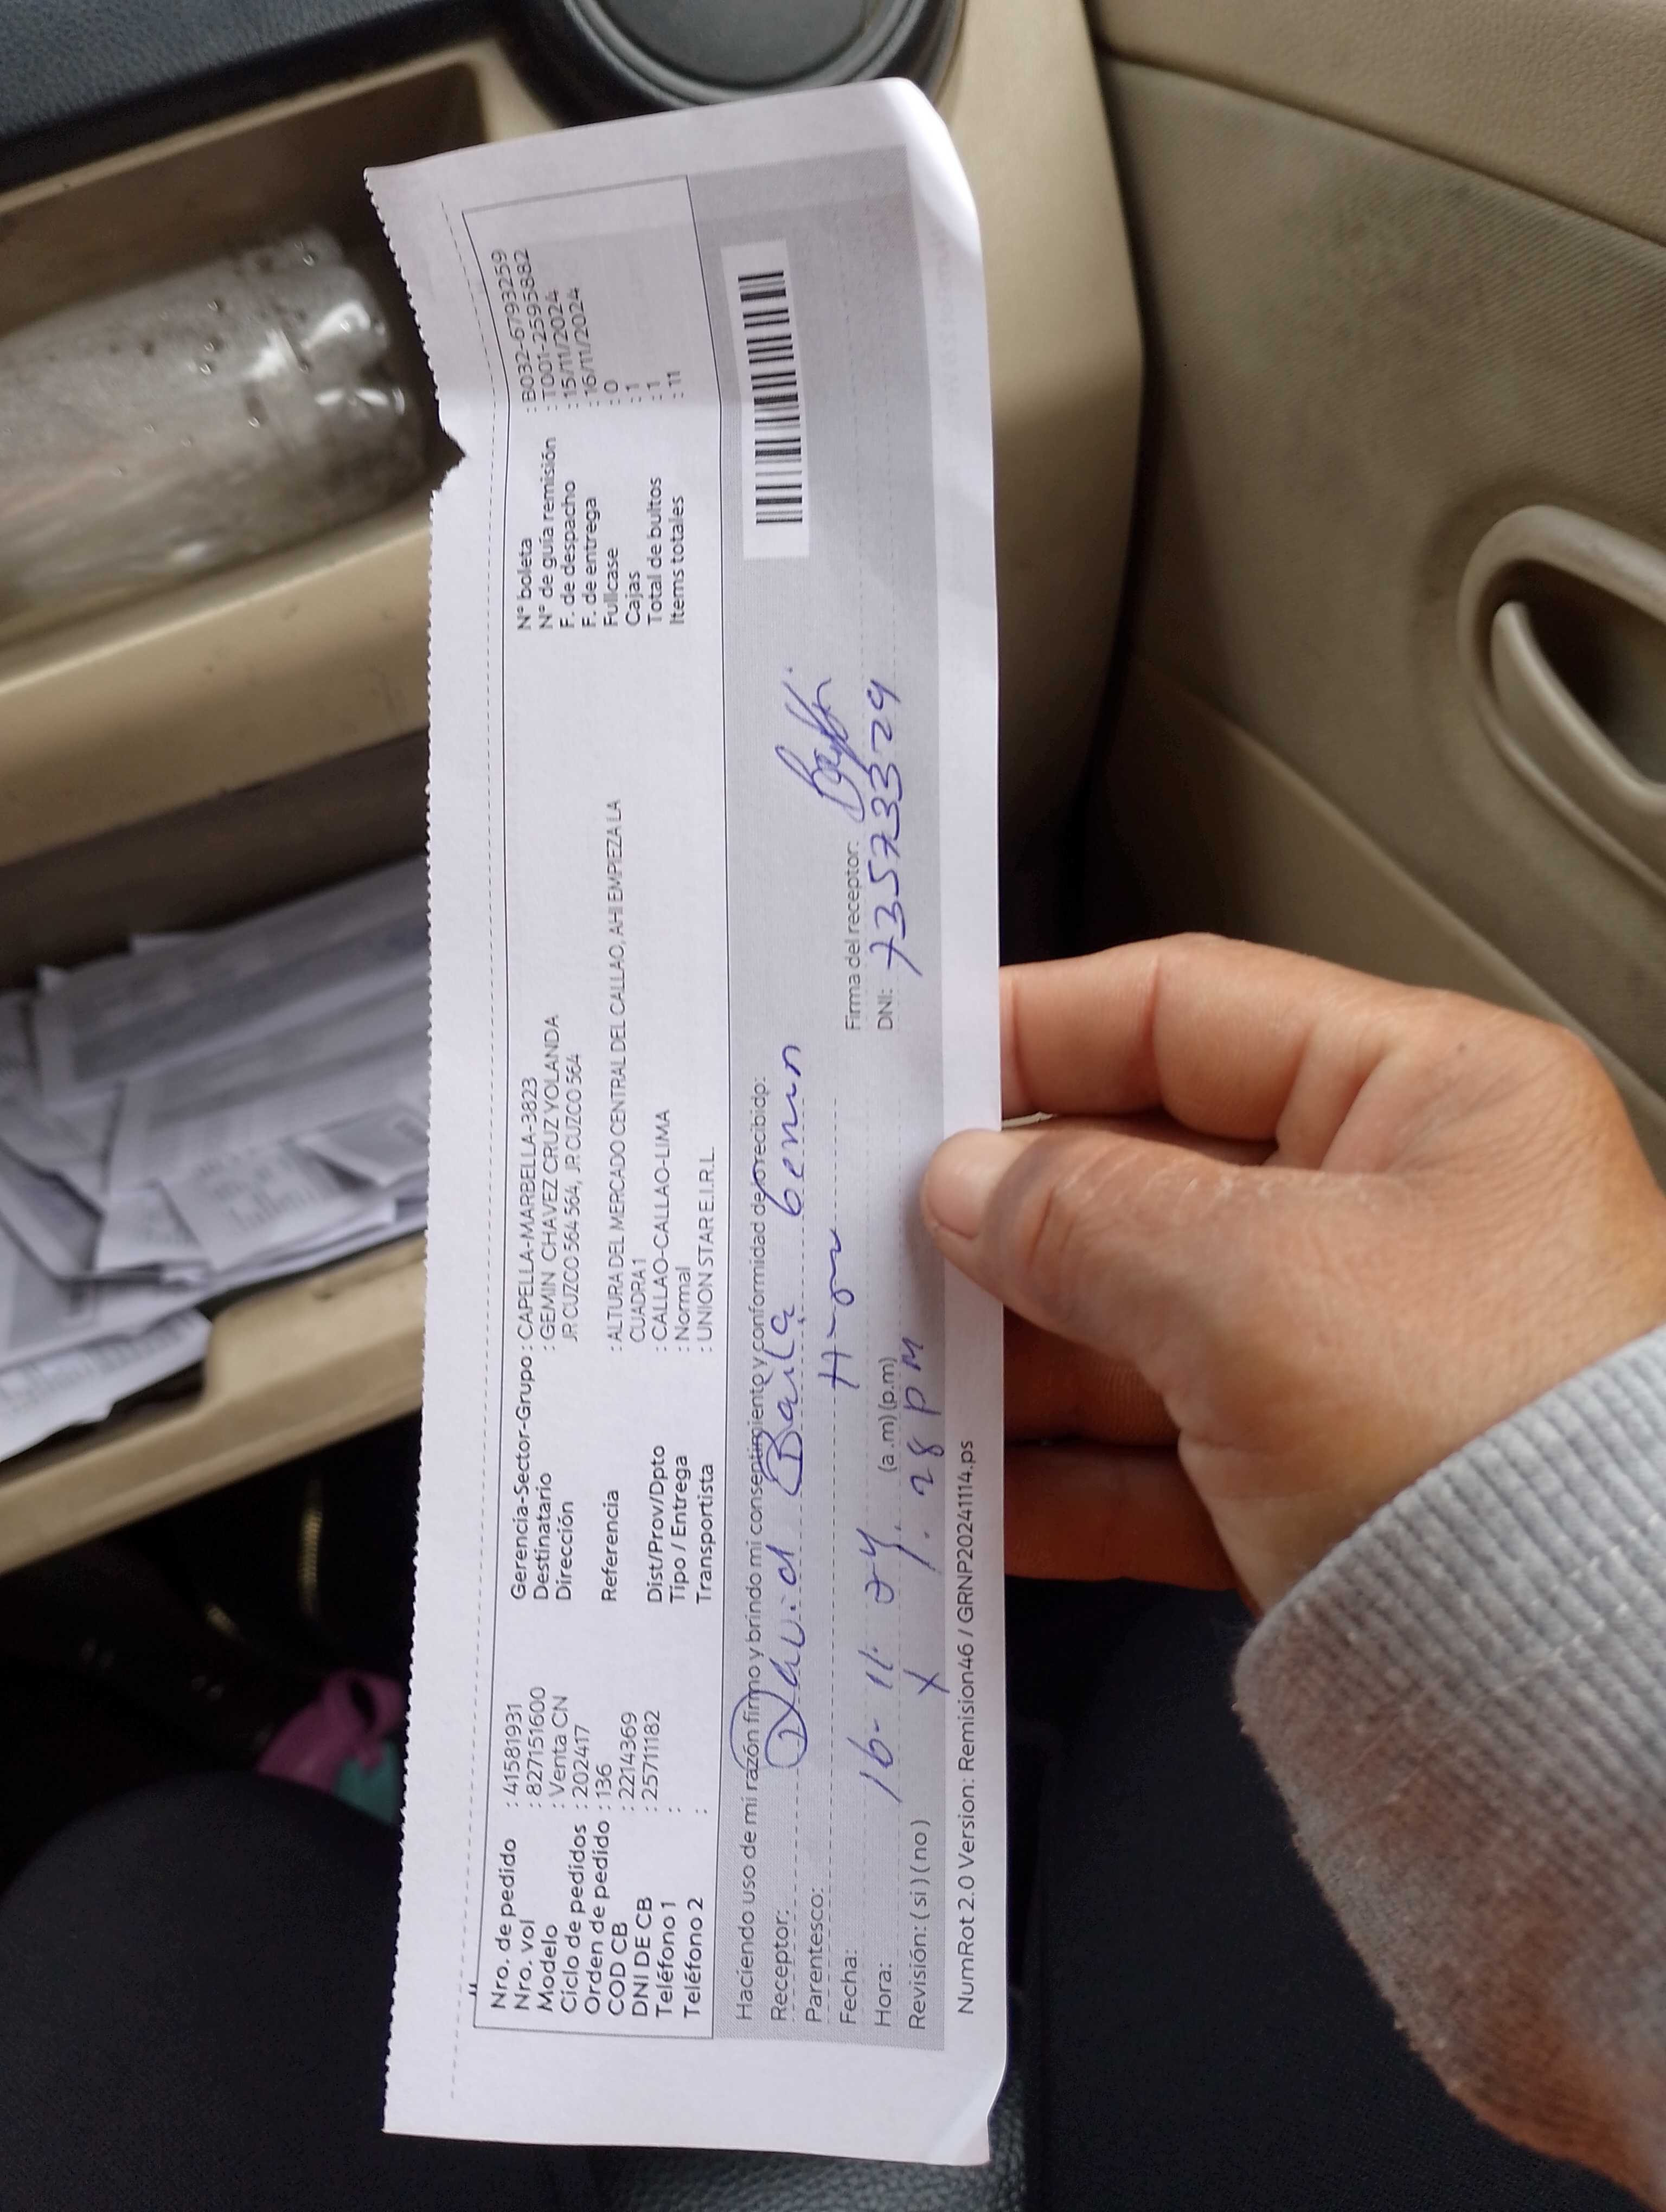 Nro. de pedido : 41581931
Nro. vol : 827151600
Modelo : Venta CN
Ciclo de pedidos : 202417
Orden de pedido : 136
COD CB : 22214369
DNI DE CB : 25711182
Teléfono 1 :
Teléfono 2 :
Gerencia-Sector-Grupo : CAPELLA-MARBELLA-3823
Destinatario : GEMIN CHAVEZ CRUZ YOLANDA
Dirección JR CUZCO 564 564, JR CUZCO 564
Referencia : ALTURA DEL MERCADO CENTRAL DEL CALLAO, AHI EMPEZA LA
CUADRA 1
Dist/Prov/Dpto : CALLAO-CALLAO-LIMA
Tipo / Entrega : Normal
Transportista : UNION STAR E.I.R.L.
N° boleta : B032-6793259
N° de guía remisión : T001-2595882
F. de despacho : 15/11/2024
F. de entrega : 16/11/2024
Fullcase : 0
Cajas : 1
Total de bultos : 1
Items totales : 11
Haciendo uso de mi razón firmo y brindo mi consentimiento y conformidad de lo recibido:
Receptor: David
Parentesco:
Fecha: 16-11-24
Hora: 1.28 PM (a.m) (p.m)
Revisión: ( si ) ( no ) X
Firma del receptor:
DNI: 73573329
NumRot 2.0 Version: Remision46 / GRNP20241114.ps